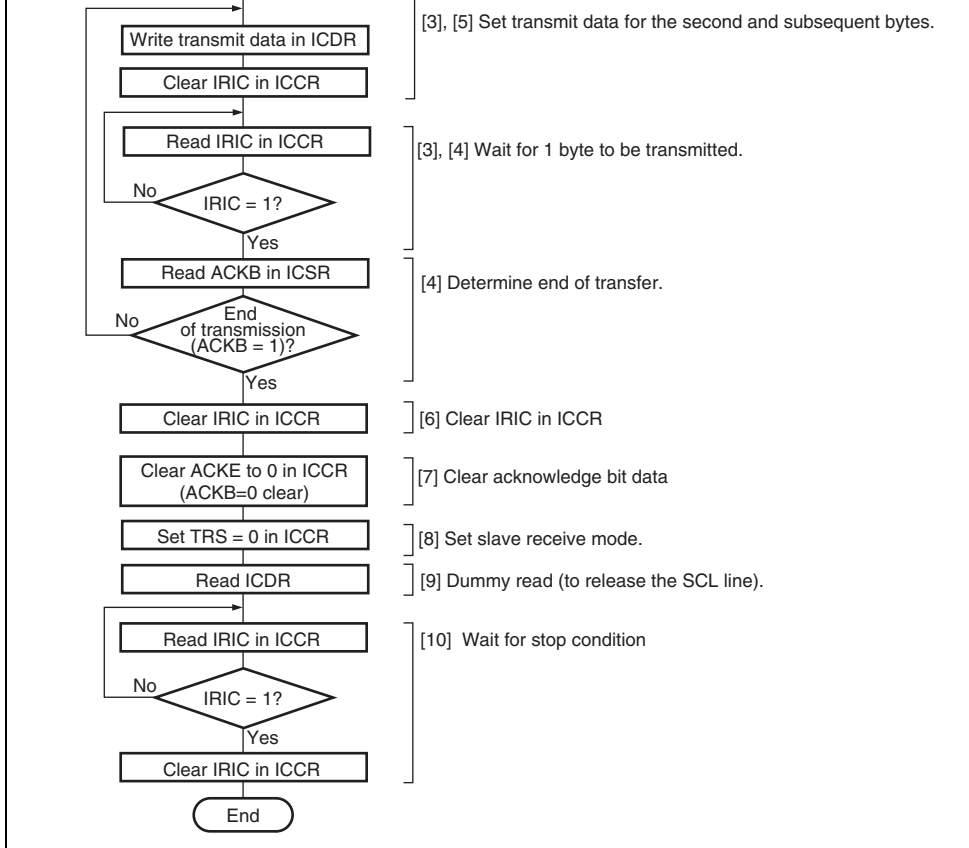 [3], [5] Set transmit data for the second and subsequent bytes.
Write transmit data in ICDR
Clear IRIC in ICCR
Read IRIC in ICCR
[3], [4] Wait for 1 byte to be transmitted.
No
IRIC = 1?
Yes
Read ACKB in ICSR
[4] Determine end of transfer.
No
End
of transmission
(ACKB = 1)?
Yes
Clear IRIC in ICCR
[6] Clear IRIC in ICCR
Clear ACKE to 0 in ICCR
(ACKB=0 clear)
[7] Clear acknowledge bit data
Set TRS = 0 in ICCR
[8] Set slave receive mode.
Read ICDR
[9] Dummy read (to release the SCL line).
Read IRIC in ICCR
[10] Wait for stop condition
No
IRIC = 1?
Yes
Clear IRIC in ICCR
End